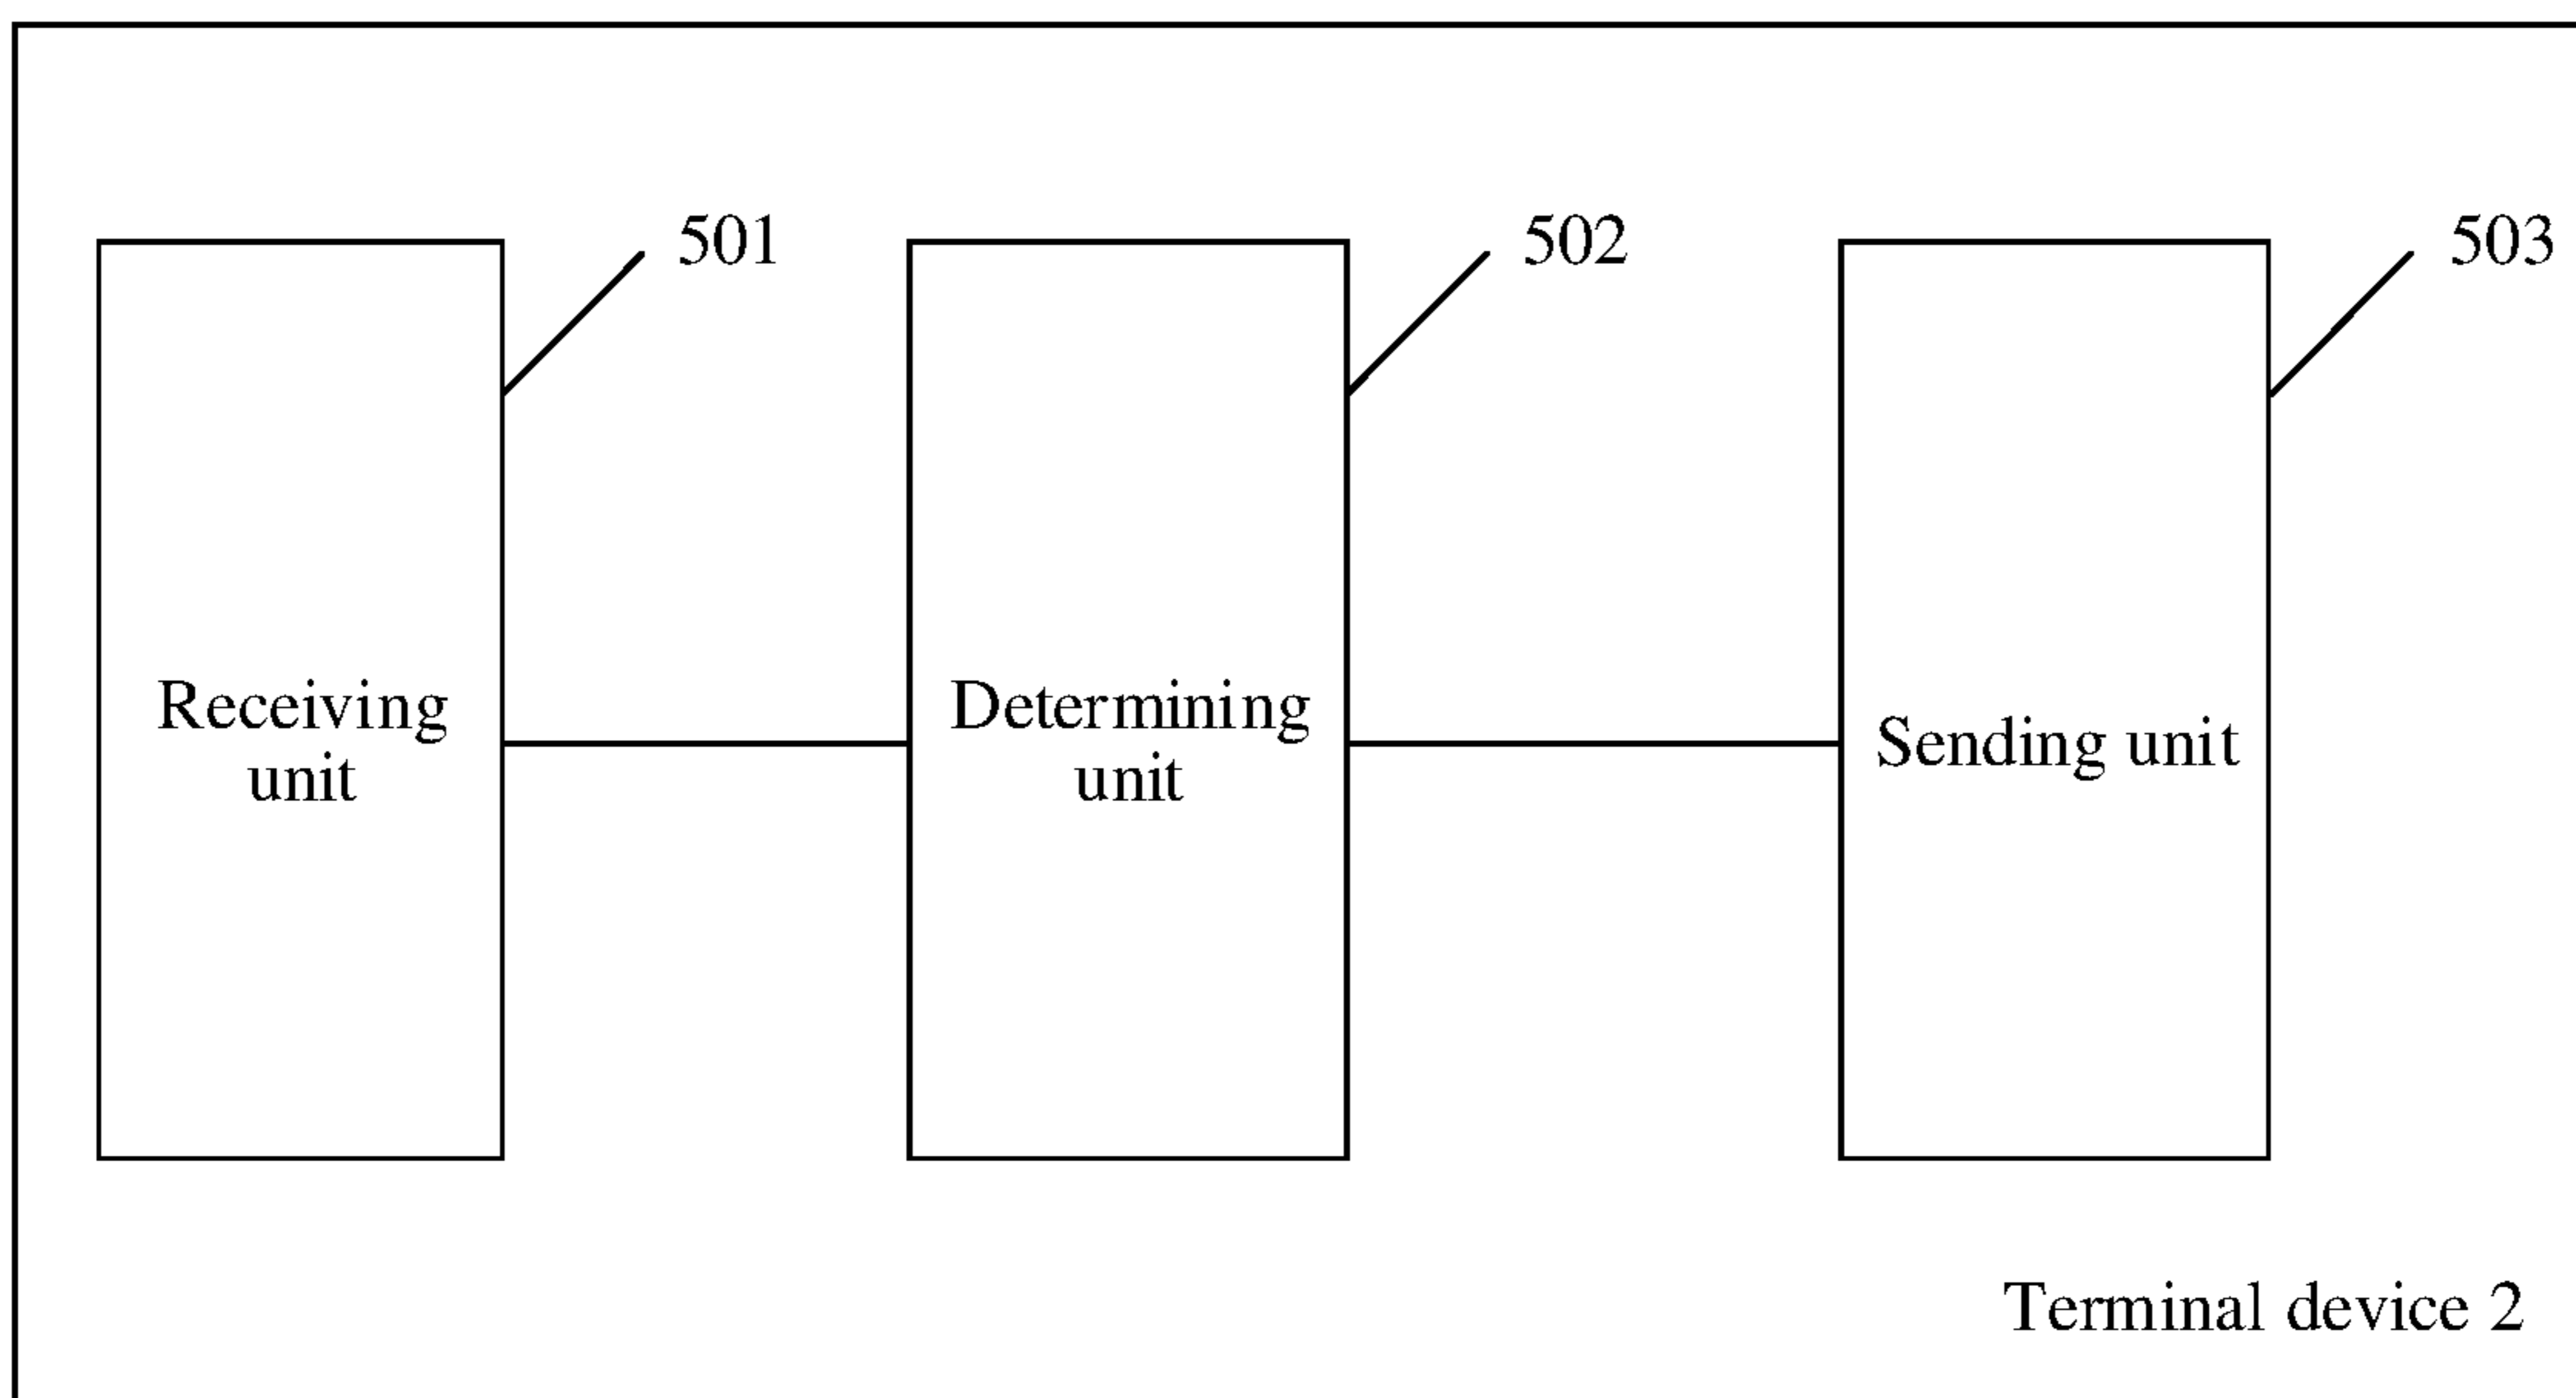 501
502
503
Receiving
unit
Determining
unit
Sending unit
Terminal device 2